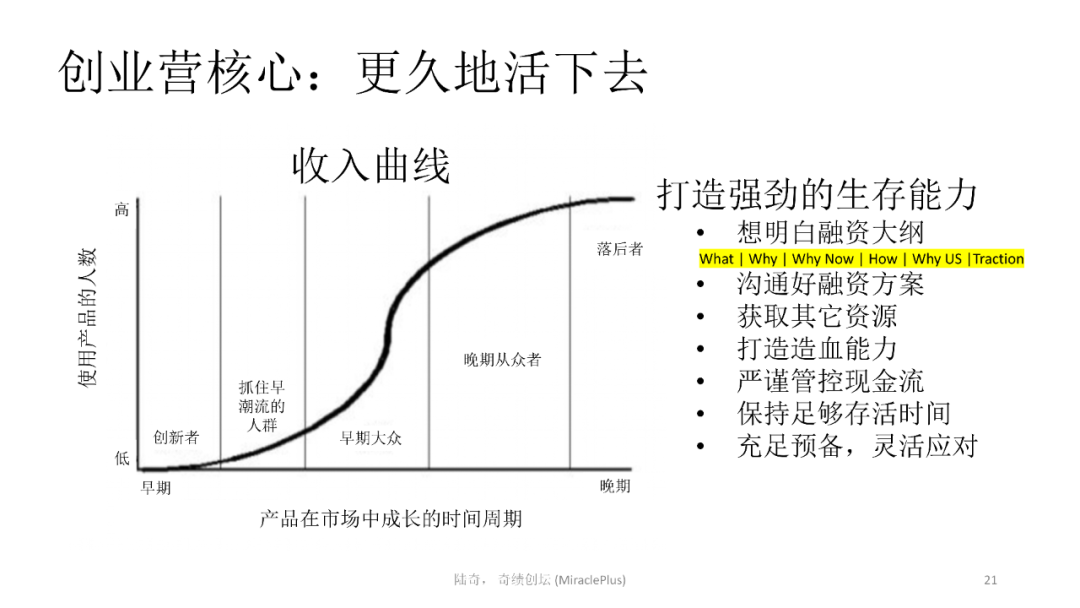 创业营核心：更久地活下去
收入曲线
高
使用产品的人数
低
创新者
抓住早
潮流的
人群
早期大众
晚期从众者
落后者
早期
晚期
产品在市场中成长的时间周期
打造强劲的生存能力
• 想明白融资大纲
What | Why | Why Now | How | Why US |Traction
• 沟通好融资方案
• 获取其它资源
• 打造造血能力
• 严谨管控现金流
• 保持足够存活时间
• 充足预备，灵活应对
陆奇， 奇绩创坛 (MiraclePlus)
21